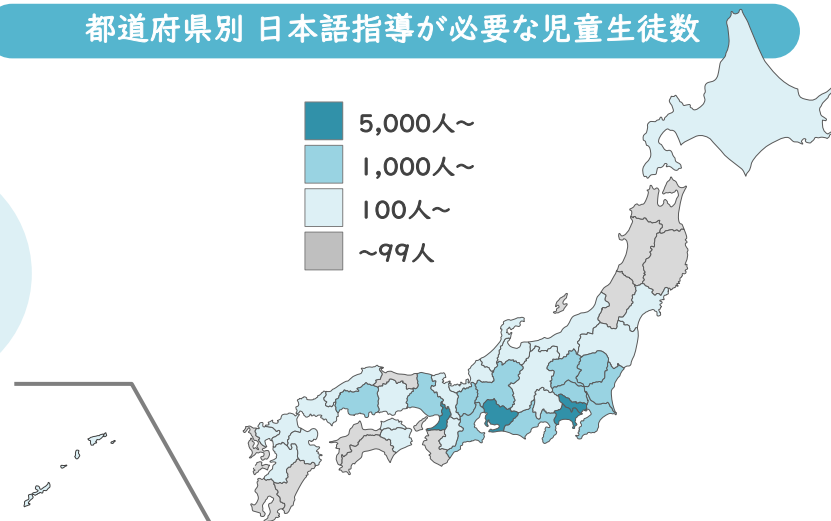 都道府県別 日本語指導が必要な児童生徒数
5,000人～
1,000人～
100人～
～99人